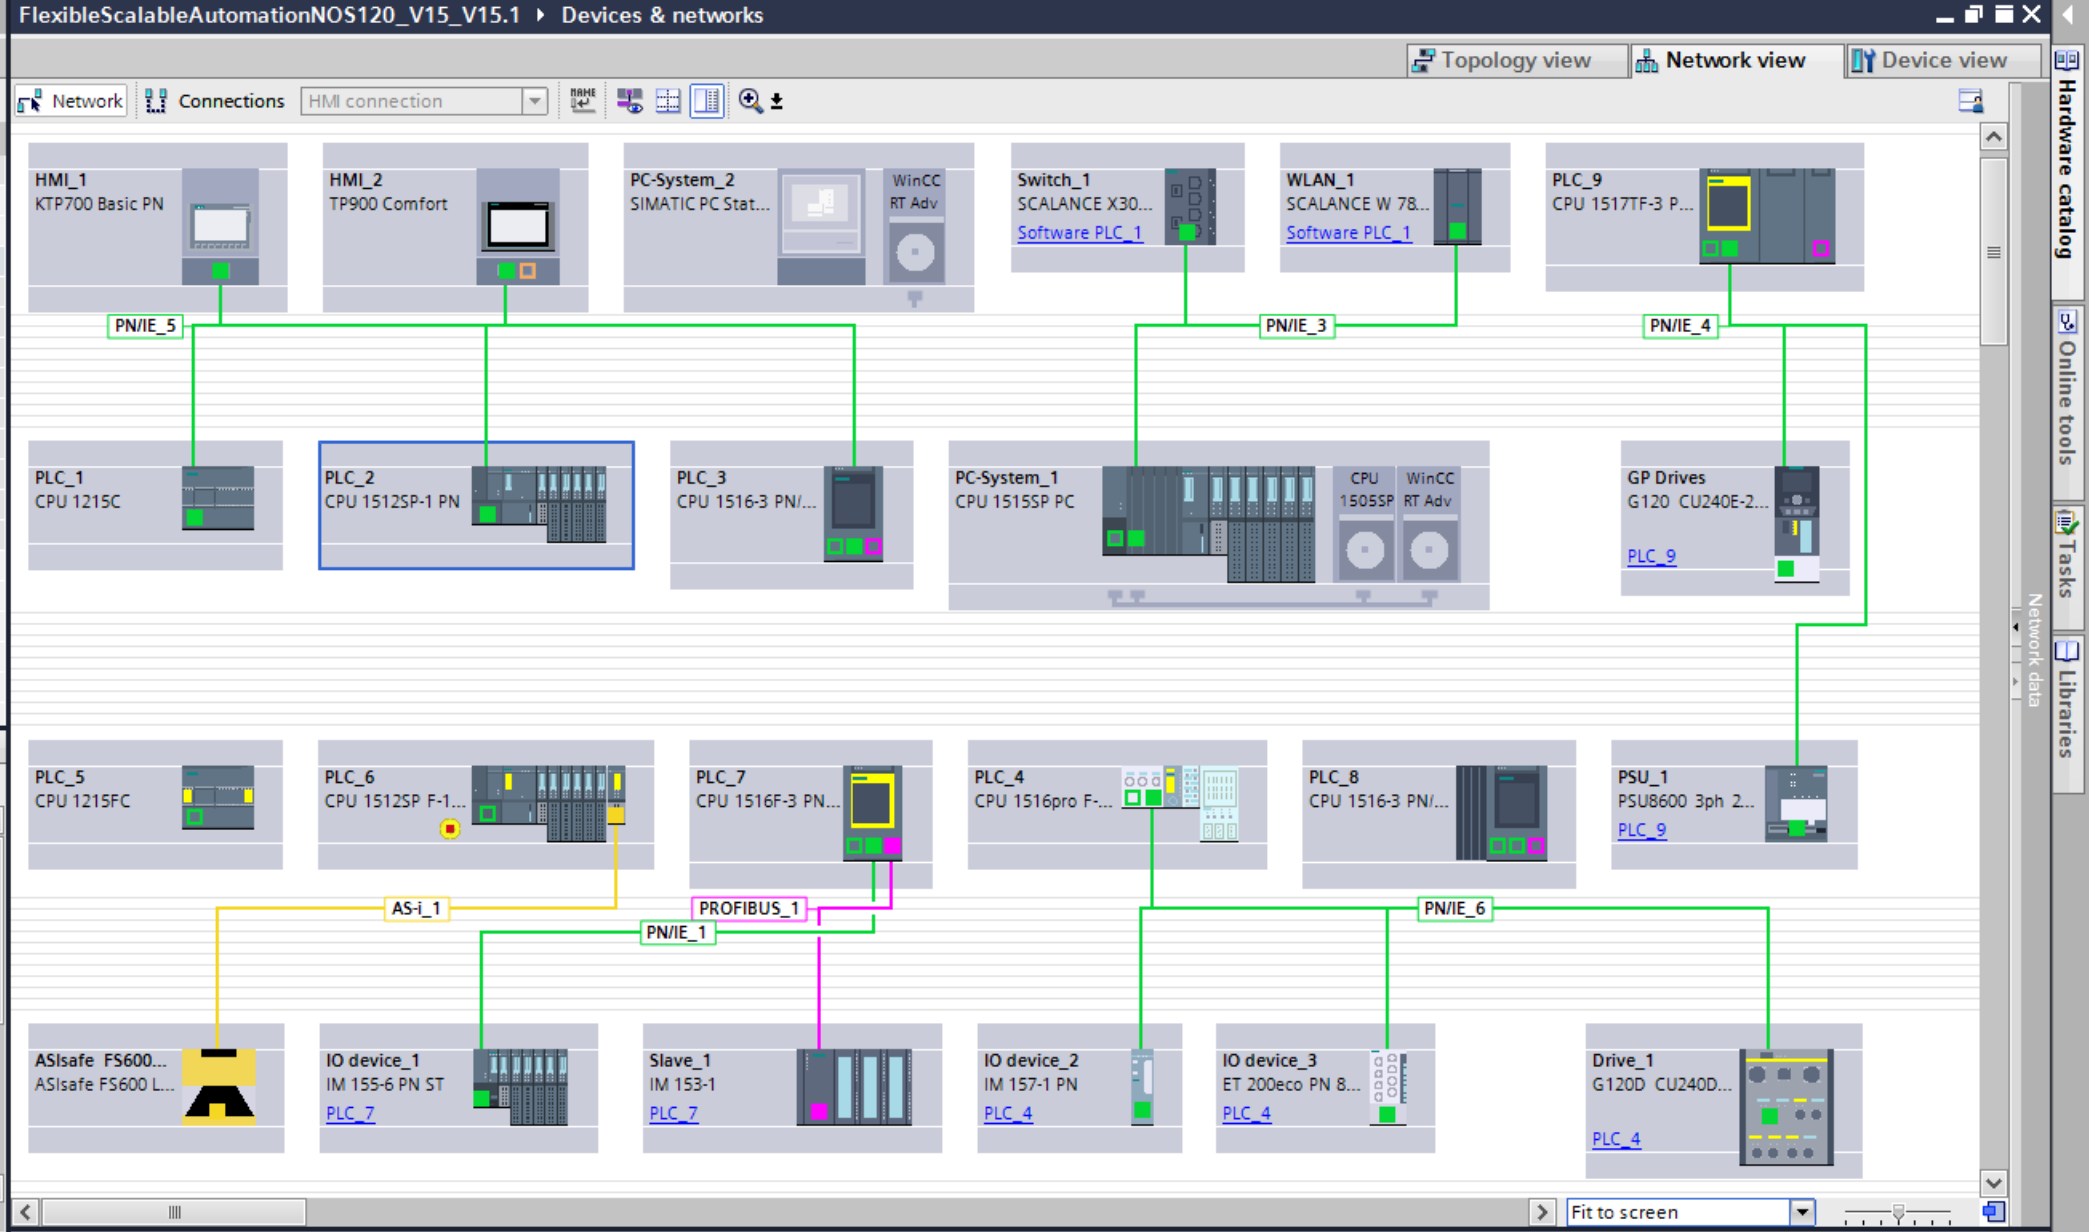 FlexibleScalableAutomationNOS120_V15_V15.1 ▸ Devices & networks
Topology view
Network view
Device view
Network
Connections
HMI connection
HMI_1
KTP700 Basic PN
HMI_2
TP900 Comfort
PC-System_2
SIMATIC PC Stat...
WinCC
RT Adv
Switch_1
SCALANCE X30...
Software PLC_1
WLAN_1
SCALANCE W 78...
Software PLC_1
PLC_9
CPU 1517TF-3 P...
PN/IE_5
PN/IE_3
PN/IE_4
PLC_1
CPU 1215C
PLC_2
CPU 1512SP-1 PN
PLC_3
CPU 1516-3 PN/...
PC-System_1
CPU 1515SP PC
CPU
1505SP
WinCC
RT Adv
GP Drives
G120 CU240E-2...
PLC_9
PLC_5
CPU 1215FC
PLC_6
CPU 1512SP F-1...
PLC_7
CPU 1516F-3 PN...
PLC_4
CPU 1516pro F-...
PLC_8
CPU 1516-3 PN/...
PSU_1
PSU8600 3ph 2...
PLC_9
AS-i_1
PROFIBUS_1
PN/IE_1
PN/IE_6
ASIsafe FS600...
ASIsafe FS600 L...
IO device_1
IM 155-6 PN ST
PLC_7
Slave_1
IM 153-1
PLC_7
IO device_2
IM 157-1 PN
PLC_4
IO device_3
ET 200eco PN 8...
PLC_4
Drive_1
G120D CU240D...
PLC_4
Fit to screen
Network data
Hardware catalog
Online tools
Tasks
Libraries